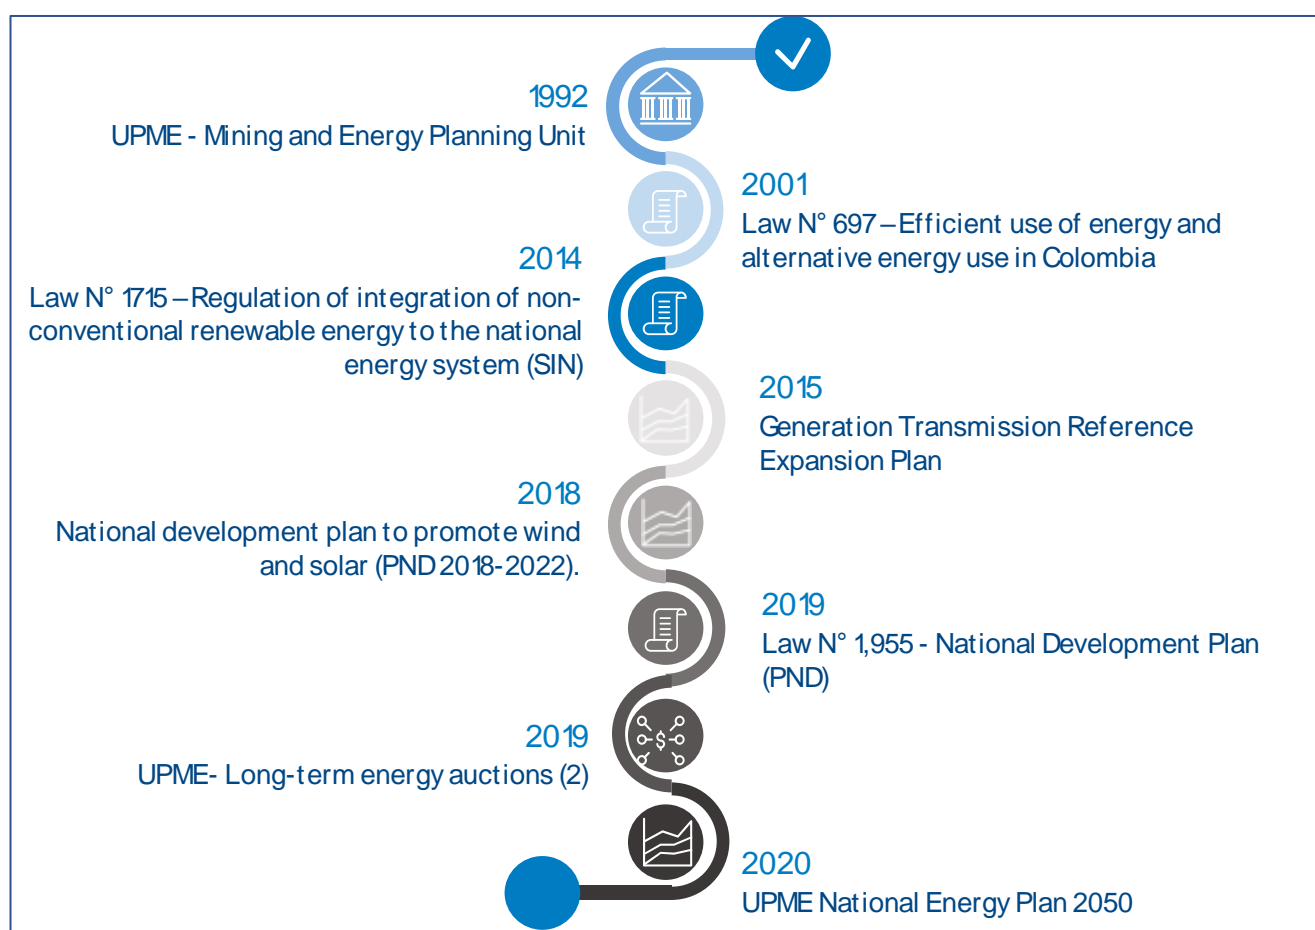 1992
UPME - Mining and Energy Planning Unit
2001
Law N° 697 – Efficient use of energy and
alternative energy use in Colombia
2014
Law N° 1715 – Regulation of integration of non-
conventional renewable energy to the national
energy system (SIN)
2015
Generation Transmission Reference
Expansion Plan
2018
National development plan to promote wind
and solar (PND 2018-2022).
2019
Law N° 1,955 - National Development Plan
(PND)
2019
UPME- Long-term energy auctions (2)
$
2020
UPME National Energy Plan 2050